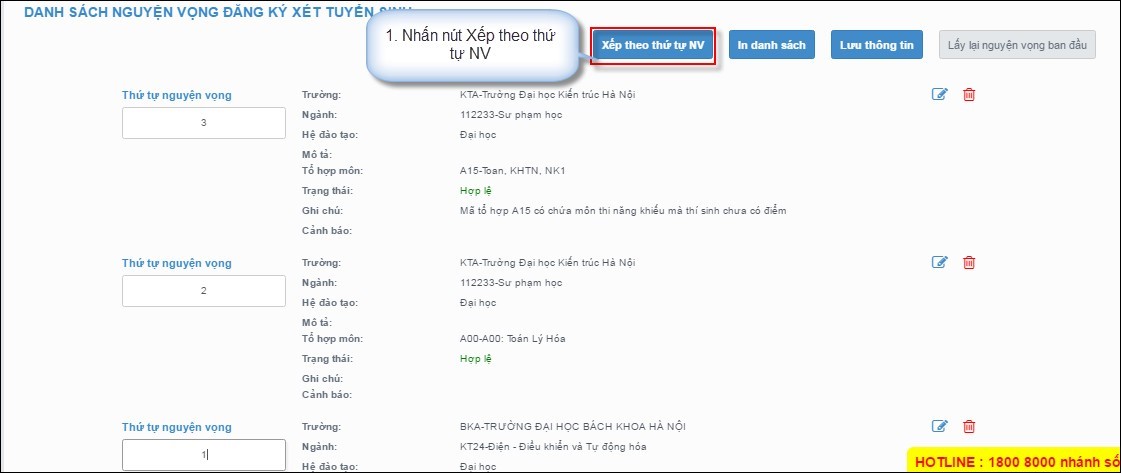 DANH SÁCH NGUYỆN VỌNG ĐĂNG KÝ XÉT TUYỂN SINH
1. Nhấn nút Xếp theo thứ
tự NV
Xếp theo thứ tự NV In danh sách Lưu thông tin Lấy lại nguyện vọng ban đầu
Thứ tự nguyện vọng Trường: KTA-Trường Đại học Kiến trúc Hà Nội
3 Ngành: 112233-Sư phạm học
Hệ đào tạo: Đại học
Mô tả:
Tổ hợp môn: A15-Toan, KHTN, NK1
Trạng thái: Hợp lệ
Ghi chú: Mã tổ hợp A15 có chứa môn thi năng khiếu mà thí sinh chưa có điểm
Cảnh báo:
Thứ tự nguyện vọng Trường: KTA-Trường Đại học Kiến trúc Hà Nội
2 Ngành: 112233-Sư phạm học
Hệ đào tạo: Đại học
Mô tả:
Tổ hợp môn: A00-A00: Toán Lý Hóa
Trạng thái: Hợp lệ
Ghi chú:
Cảnh báo:
Thứ tự nguyện vọng Trường: BKA-TRƯỜNG ĐẠI HỌC BÁCH KHOA HÀ NỘI
1 Ngành: KT24-Điện - Điều khiển và Tự động hóa
Hệ đào tạo: Đại học
HOTLINE : 1800 8000 nhánh số